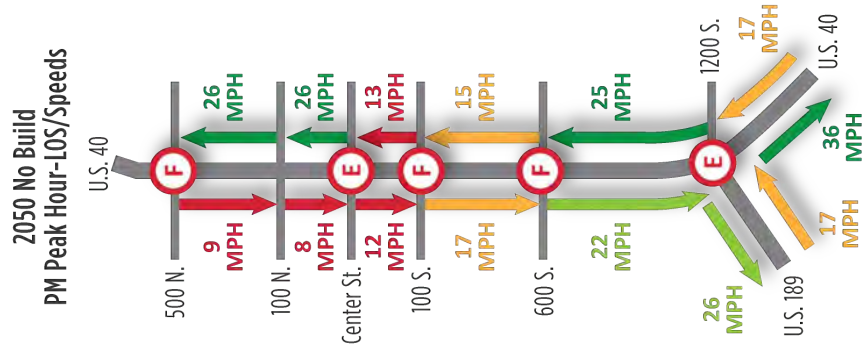 2050 No Build
PM Peak Hour-LOS/Speeds
U.S. 40
500 N.
F
9
MPH
26
MPH
100 N.
8
MPH
26
MPH
Center St.
E
12
MPH
13
MPH
100 S.
F
17
MPH
15
MPH
600 S.
F
22
MPH
25
MPH
1200 S.
E
17
MPH
U.S. 40
36
MPH
17
MPH
26
MPH
U.S. 189